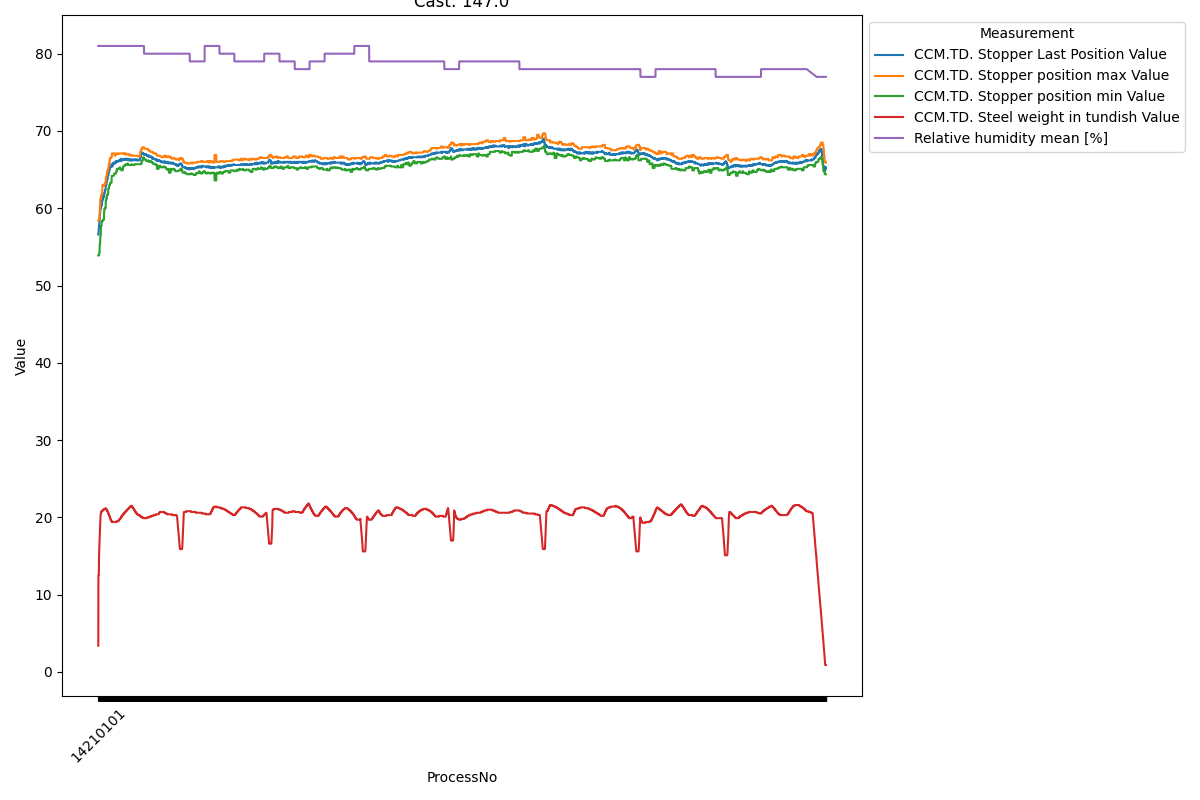 Cast: 147.0
Measurement
CCM.TD. Stopper Last Position Value
CCM.TD. Stopper position max Value
CCM.TD. Stopper position min Value
CCM.TD. Steel weight in tundish Value
Relative humidity mean [%]
Value
80
70
60
50
40
30
20
10
0
14210101
ProcessNo